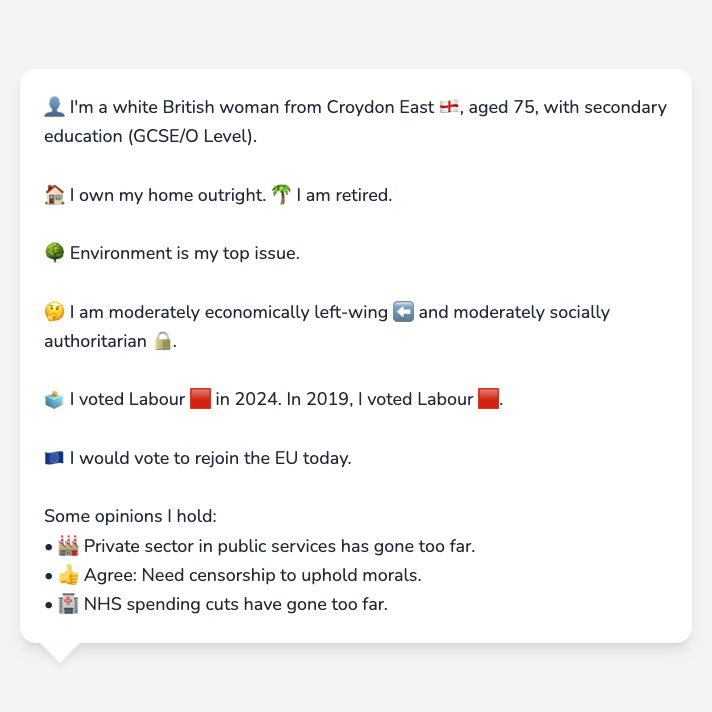 👤 I'm a white British woman from Croydon East 🏴󠁧󠁢󠁥󠁮󠁧󠁿, aged 75, with secondary
education (GCSE/O Level).
🏠 I own my home outright. 🌴 I am retired.
🌳 Environment is my top issue.
🤔 I am moderately economically left-wing ⬅️ and moderately socially
authoritarian 🔒.
🗳️ I voted Labour 🟥 in 2024. In 2019, I voted Labour 🟥.
🇪🇺 I would vote to rejoin the EU today.
Some opinions I hold:
• 🏭 Private sector in public services has gone too far.
• 👍 Agree: Need censorship to uphold morals.
• 🏥 NHS spending cuts have gone too far.